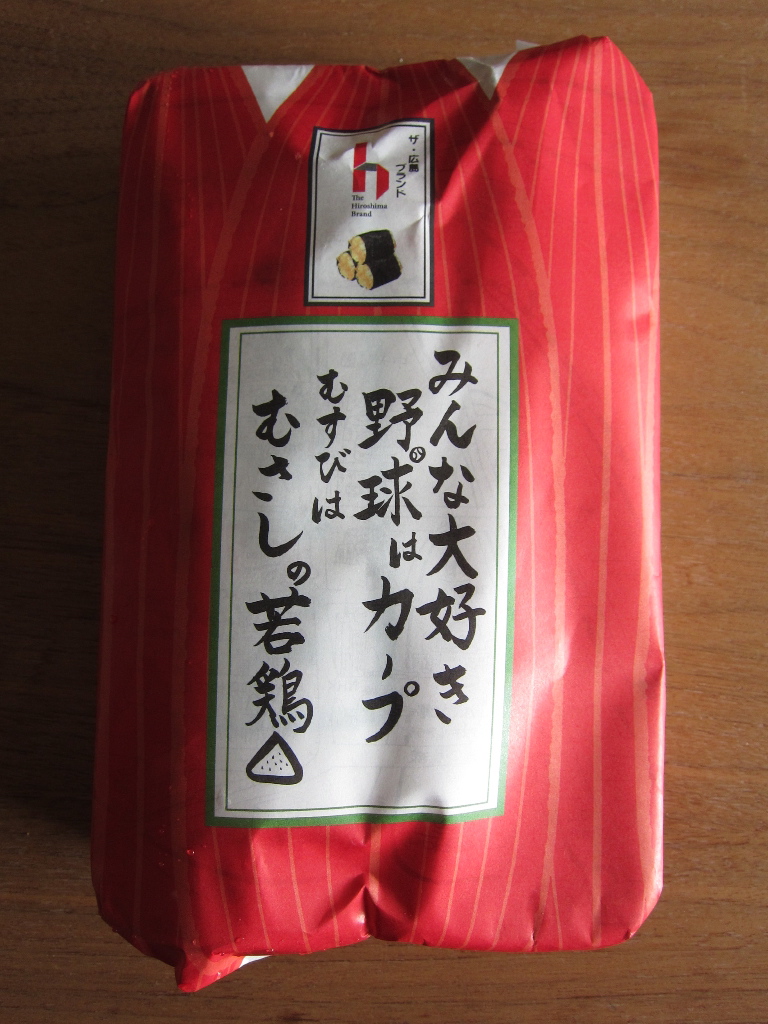 ザ・広島
ブランド
h
The
Hiroshima
Brand
みんな大好き
野球はカープ
むすびは
むさしの若鶏